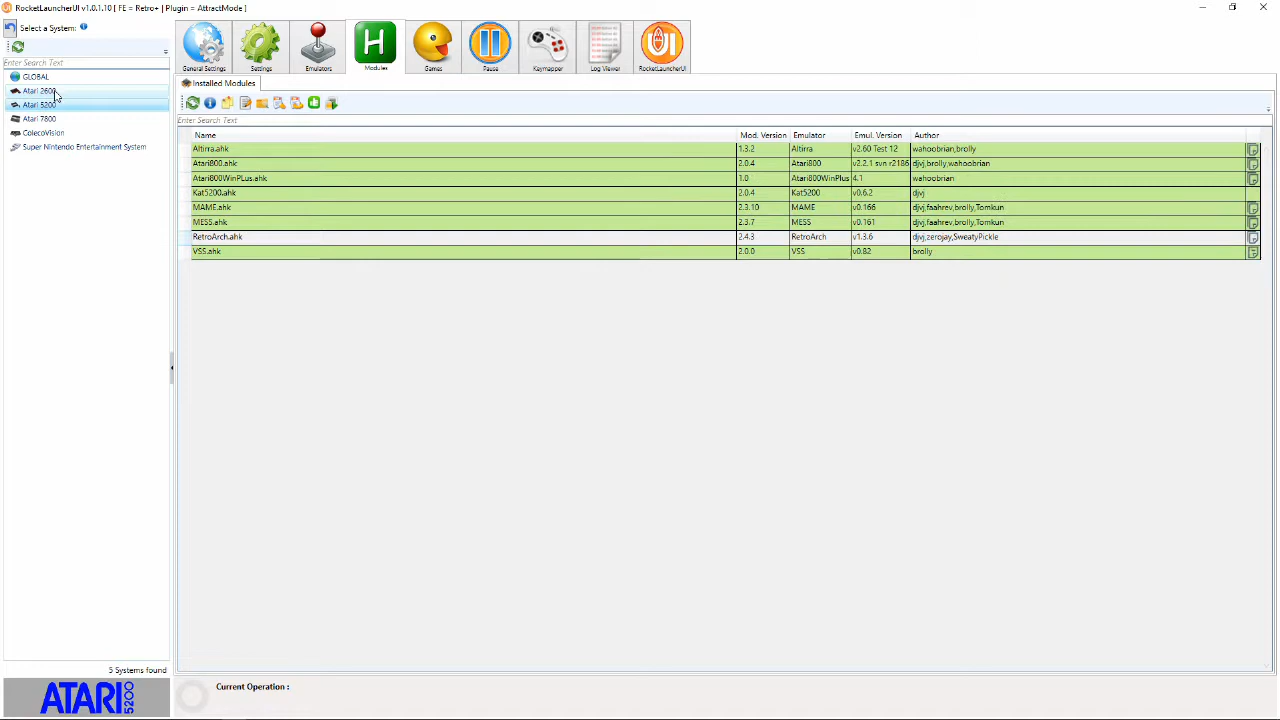 RocketLauncherUI v1.0.1.10 [ FE = Retro+ | Plugin = AttractMode ]
Select a System:
Enter Search Text
GLOBAL
Atari 2600
Atari 5200
Atari 7800
ColecoVision
Super Nintendo Entertainment System
5 Systems found
ATARI 5200
General Settings Settings Emulators Modules Games Pause Keymapper Log Viewer RocketLauncherUI
Installed Modules
Enter Search Text
Name Mod. Version Emulator Emul. Version Author
Altirra.ahk 1.3.2 Altirra v2.60 Test 12 wahoobrian,brolly
Atari800.ahk 2.0.4 Atari800 v2.2.1 svn r2186 djvj,brolly,wahoobrian
Atari800WinPLus.ahk 1.0 Atari800WinPlus 4.1 wahoobrian
Kat5200.ahk 2.0.4 Kat5200 v0.6.2 djvj
MAME.ahk 2.3.10 MAME v0.166 djvj,faahrev,brolly,Tomkun
MESS.ahk 2.3.7 MESS v0.161 djvj,faahrev,brolly,Tomkun
RetroArch.ahk 2.4.3 RetroArch v1.3.6 djvj,zerojay,SweatyPickle
VSS.ahk 2.0.0 VSS v0.82 brolly
Current Operation :